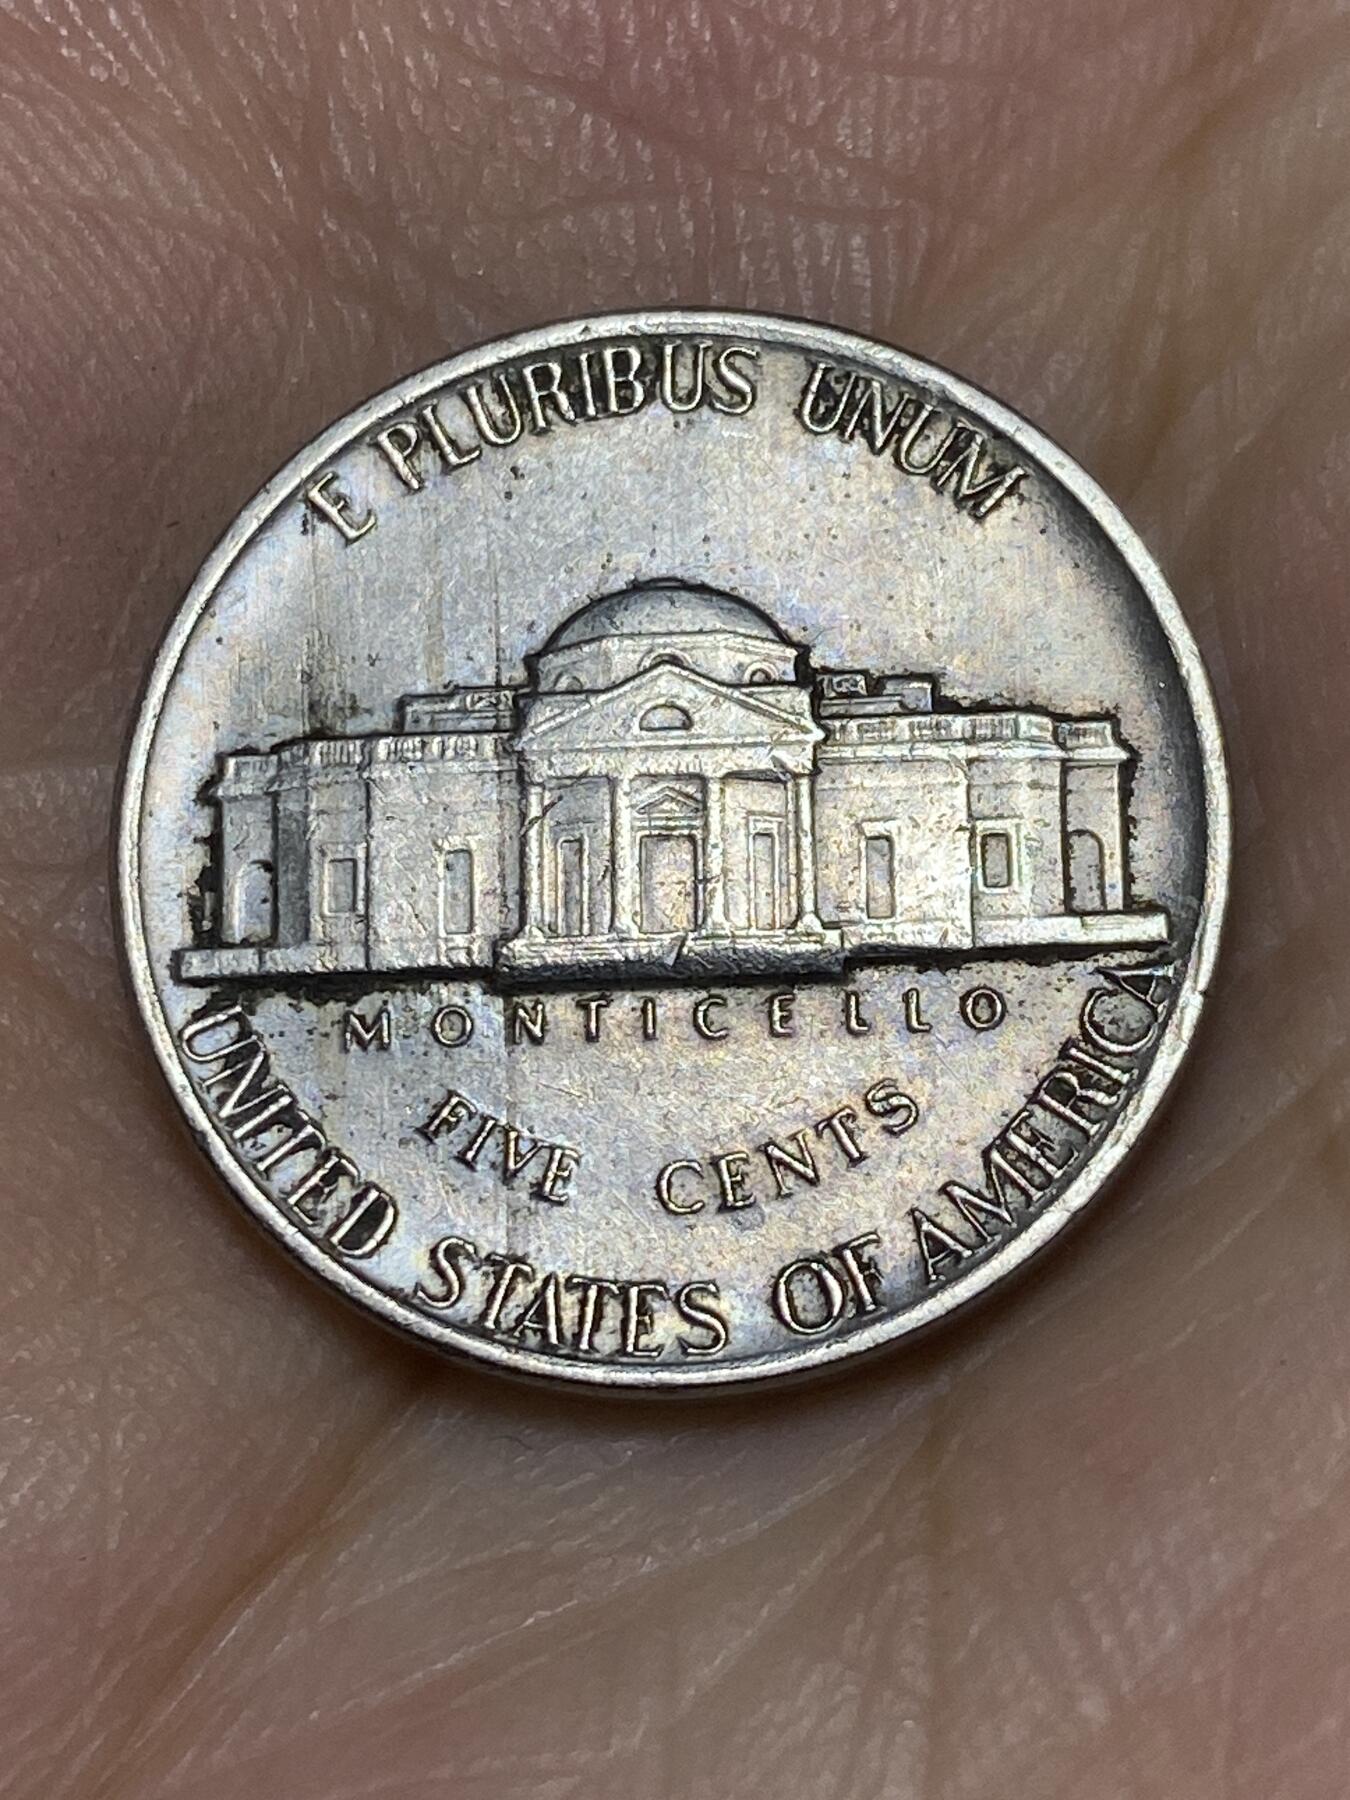 E PLURIBUS UNUM
MONTICELLO
FIVE CENTS
UNITED STATES OF AMERICA